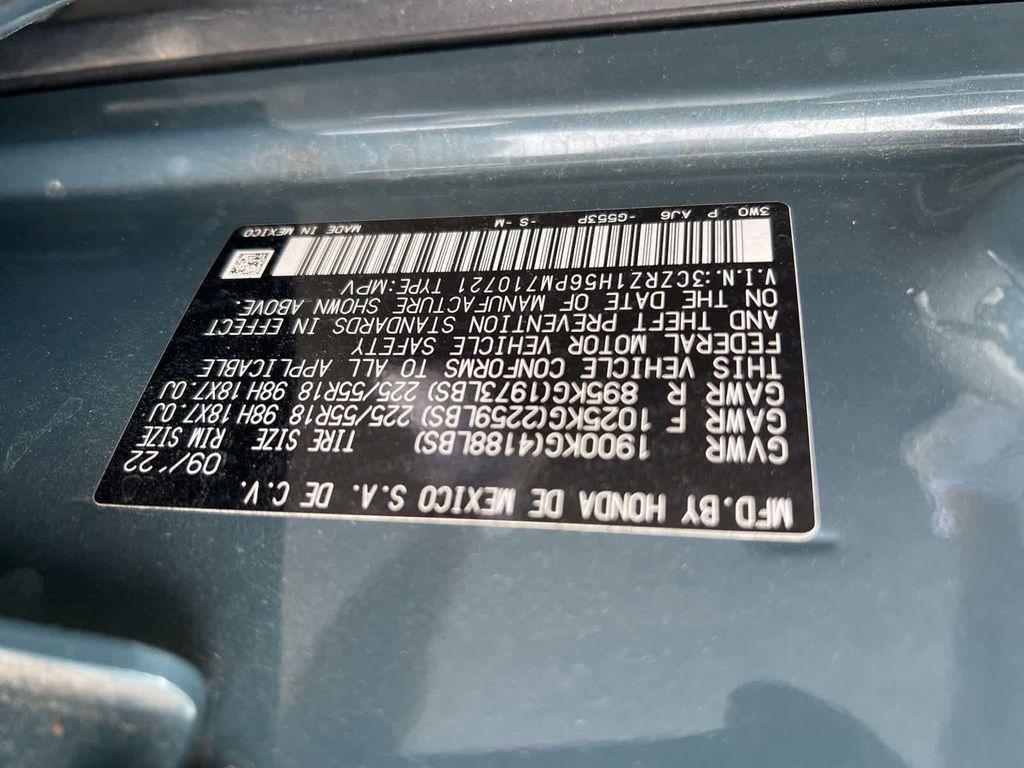 MFD.BY HONDA DE MEXICO S.A. DE C.V. 09/'22
GVWR 1900KG(4188LBS) TIRE SIZE RIM SIZE
GAWR F 1025KG(2259LBS) 225/55R18 98H 18X7.0J
GAWR R 895KG(1973LBS) 225/55R18 98H 18X7.0J
THIS VEHICLE CONFORMS TO ALL APPLICABLE
FEDERAL MOTOR VEHICLE SAFETY
AND THEFT PREVENTION STANDARDS IN EFFECT
ON THE DATE OF MANUFACTURE SHOWN ABOVE.
V.I.N.:3CZRZ1H56PM710721 TYPE:MPV
3WO P AJ6 -G553P -S -M MADE IN MEXICO